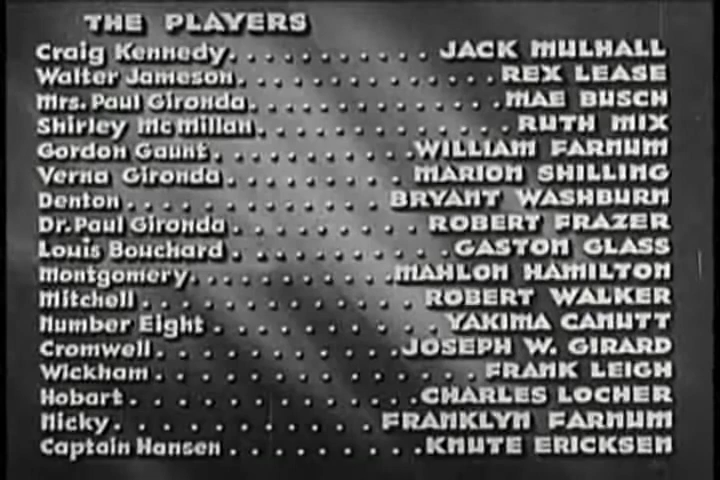 THE PLAYERS
Craig Kennedy. . . . . . . . . . JACK MULHALL
Walter Jameson. . . . . . . . . . . . . REX LEASE
Mrs. Paul Gironda. . . . . . . . . . . . . MAE BUSCH
Shirley McMillan. . . . . . . . . . . . . RUTH MIX
Gordon Gaunt. . . . . . . . . . WILLIAM FARNUM
Verna Gironda . . . . . . . . . MARION SHILLING
Denton . . . . . . . . . . . . . BRYANT WASHBURN
Dr. Paul Gironda . . . . . . . . . . ROBERT FRAZER
Louis Bouchard . . . . . . . . . . . GASTON GLASS
Montgomery. . . . . . . . . . MAHLON HAMILTON
Mitchell . . . . . . . . . . . . . . ROBERT WALKER
Number Eight . . . . . . . . . . . YAKIMA CANUTT
Cromwell. . . . . . . . . . . . JOSEPH W. GIRARD
Wickham . . . . . . . . . . . . . . . . FRANK LEIGH
Hobart . . . . . . . . . . . . . . CHARLES LOCHER
Nicky. . . . . . . . . . . . . FRANKLYN FARNUM
Captain Hansen . . . . . . . . . KNUTE ERICKSEN